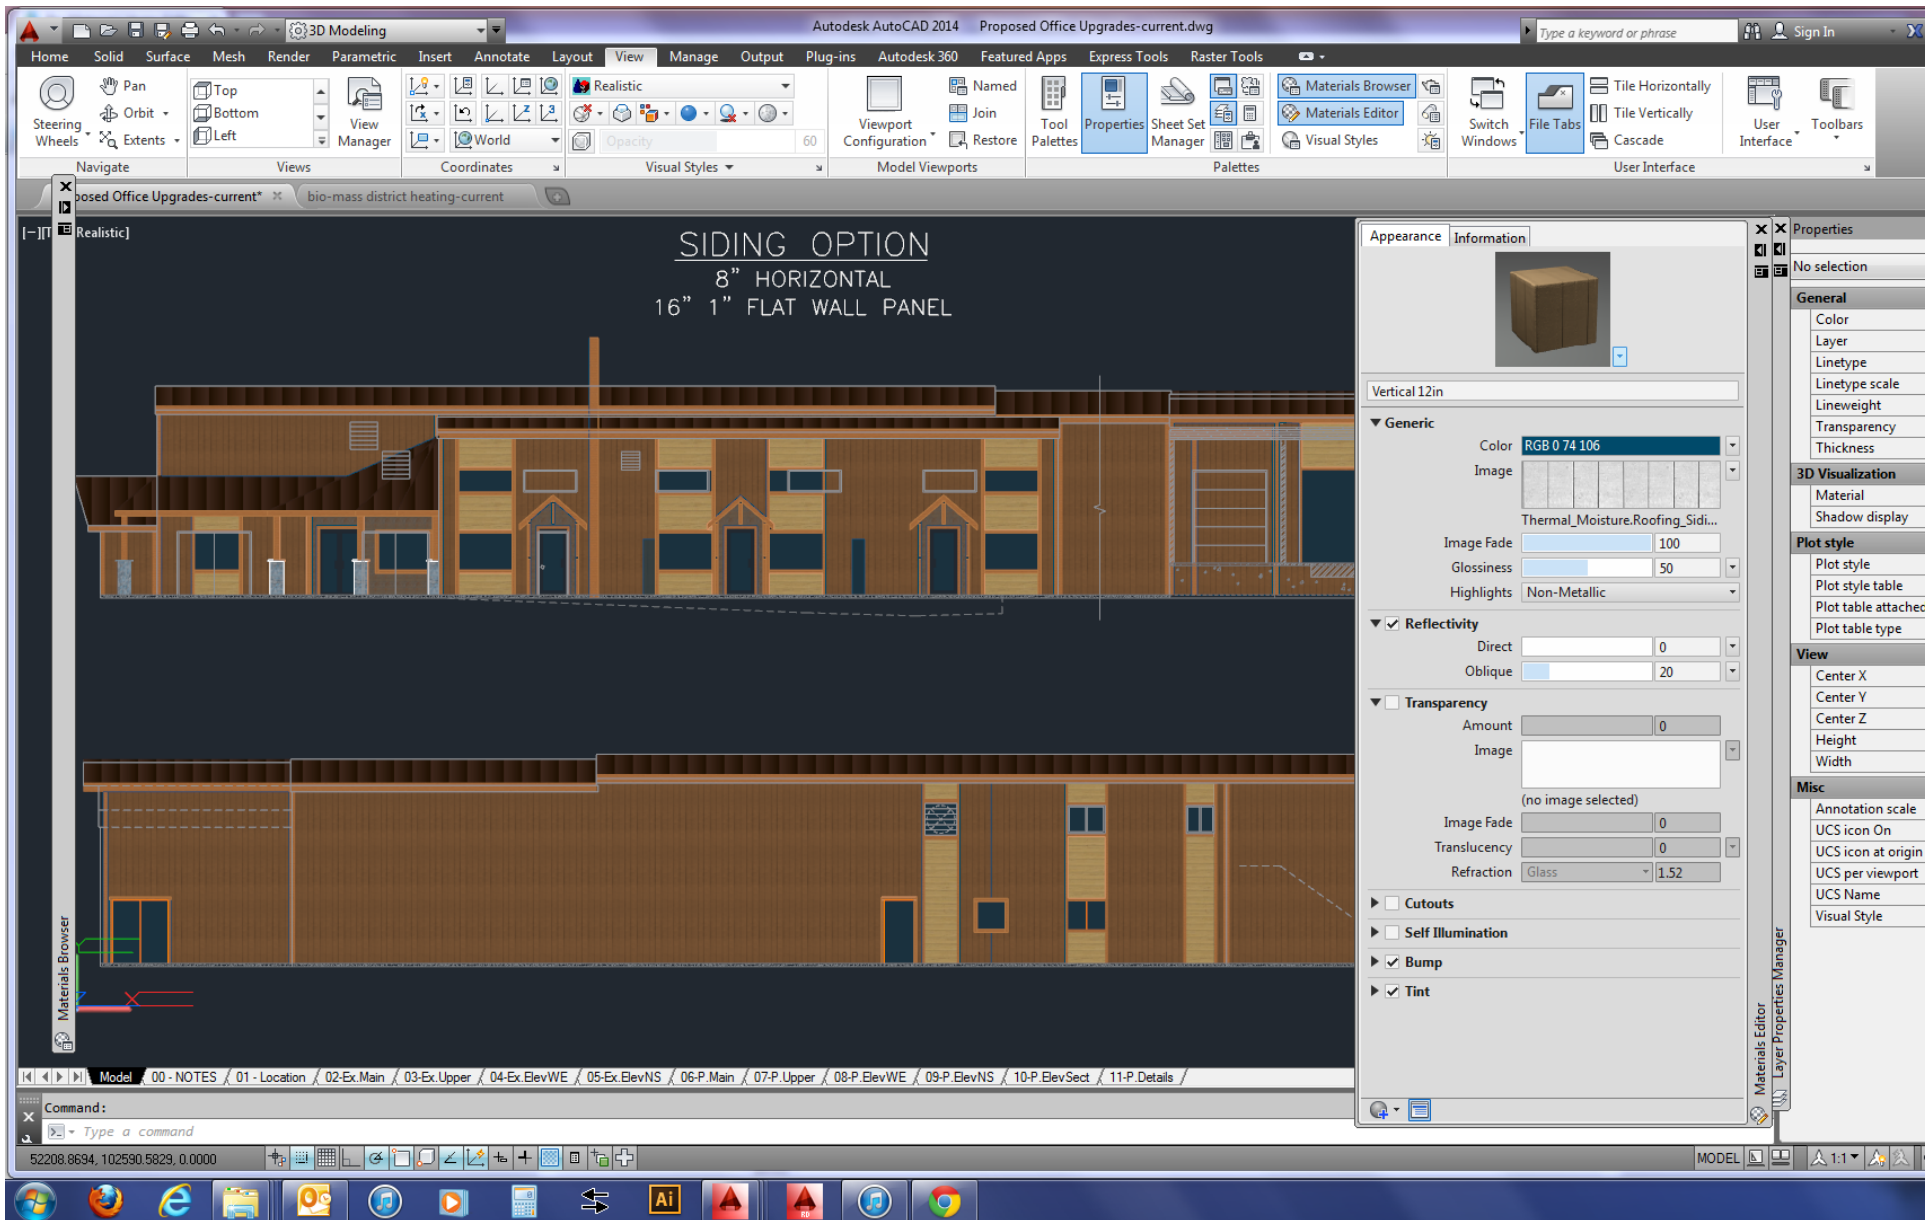 3D Modeling
Autodesk AutoCAD 2014 Proposed Office Upgrades-current.dwg
Type a keyword or phrase
Sign In
Home Solid Surface Mesh Render Parametric Insert Annotate Layout View Manage Output Plug-ins Autodesk 360 Featured Apps Express Tools Raster Tools
Steering Wheels
Pan
Orbit
Extents
Navigate
Top
Bottom
Left
View Manager
Views
World
Coordinates
Realistic
Opacity 60
Visual Styles
Viewport Configuration
Named
Join
Restore
Model Viewports
Tool Palettes
Properties
Sheet Set Manager
Materials Browser
Materials Editor
Visual Styles
Palettes
Switch Windows
File Tabs
Tile Horizontally
Tile Vertically
Cascade
User Interface
Toolbars
User Interface
posed Office Upgrades-current*
bio-mass district heating-current
[−][T Realistic]
SIDING OPTION
8" HORIZONTAL
16" 1" FLAT WALL PANEL
Materials Browser
X
Appearance Information
Vertical 12in
Generic
Color RGB 0 74 106
Image
Thermal_Moisture.Roofing_Sidi...
Image Fade 100
Glossiness 50
Highlights Non-Metallic
Reflectivity
Direct 0
Oblique 20
Transparency
Amount 0
Image
(no image selected)
Image Fade 0
Translucency 0
Refraction Glass 1.52
Cutouts
Self Illumination
Bump
Tint
Materials Editor
Layer Properties Manager
Properties
No selection
General
Color
Layer
Linetype
Linetype scale
Lineweight
Transparency
Thickness
3D Visualization
Material
Shadow display
Plot style
Plot style
Plot style table
Plot table attached
Plot table type
View
Center X
Center Y
Center Z
Height
Width
Misc
Annotation scale
UCS icon On
UCS icon at origin
UCS per viewport
UCS Name
Visual Style
Model 00 - NOTES 01 - Location 02-Ex.Main 03-Ex.Upper 04-Ex.ElevWE 05-Ex.ElevNS 06-P.Main 07-P.Upper 08-P.ElevWE 09-P.ElevNS 10-P.ElevSect 11-P.Details
Command:
Type a command
52208.8694, 102590.5829, 0.0000
MODEL
1:1
Ai